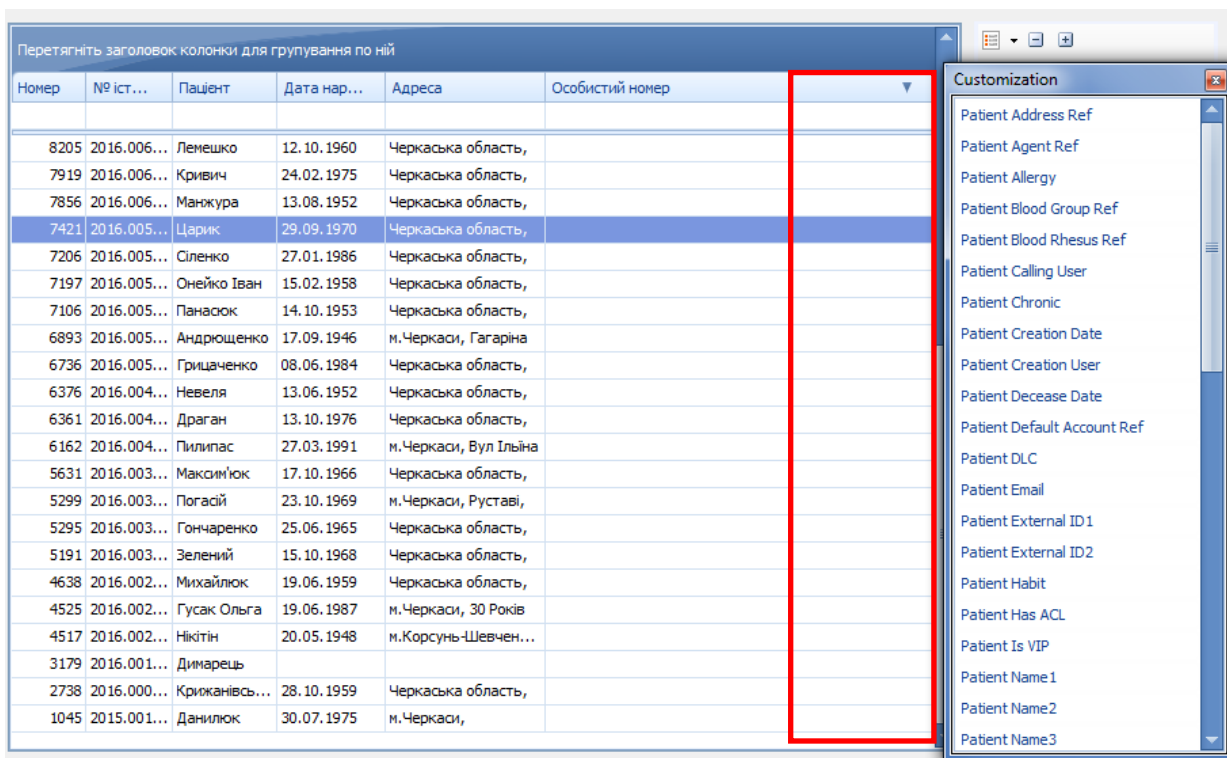 Перетягніть заголовок колонки для групування по ній
Номер № іст... Пацієнт Дата нар... Адреса Особистий номер
8205 2016.006... Лемешко 12.10.1960 Черкаська область,
7919 2016.006... Кривич 24.02.1975 Черкаська область,
7856 2016.006... Манжура 13.08.1952 Черкаська область,
7421 2016.005... Царик 29.09.1970 Черкаська область,
7206 2016.005... Сіленко 27.01.1986 Черкаська область,
7197 2016.005... Онейко Іван 15.02.1958 Черкаська область,
7106 2016.005... Панасюк 14.10.1953 Черкаська область,
6893 2016.005... Андрющенко 17.09.1946 м.Черкаси, Гагаріна
6736 2016.005... Грицаченко 08.06.1984 Черкаська область,
6376 2016.004... Невеля 13.06.1952 Черкаська область,
6361 2016.004... Драган 13.10.1976 Черкаська область,
6162 2016.004... Пилипас 27.03.1991 м.Черкаси, Вул Ільїна
5631 2016.003... Максим'юк 17.10.1966 Черкаська область,
5299 2016.003... Погасій 23.10.1969 м.Черкаси, Руставі,
5295 2016.003... Гончаренко 25.06.1965 Черкаська область,
5191 2016.003... Зелений 15.10.1968 Черкаська область,
4638 2016.002... Михайлюк 19.06.1959 Черкаська область,
4525 2016.002... Гусак Ольга 19.06.1987 м.Черкаси, 30 Років
4517 2016.002... Нікітін 20.05.1948 м.Корсунь-Шевчен...
3179 2016.001... Димарець
2738 2016.000... Крижанівсь... 28.10.1959 Черкаська область,
1045 2015.001... Данилюк 30.07.1975 м.Черкаси,
Customization
Patient Address Ref
Patient Agent Ref
Patient Allergy
Patient Blood Group Ref
Patient Blood Rhesus Ref
Patient Calling User
Patient Chronic
Patient Creation Date
Patient Creation User
Patient Decease Date
Patient Default Account Ref
Patient DLC
Patient Email
Patient External ID1
Patient External ID2
Patient Habit
Patient Has ACL
Patient Is VIP
Patient Name1
Patient Name2
Patient Name3